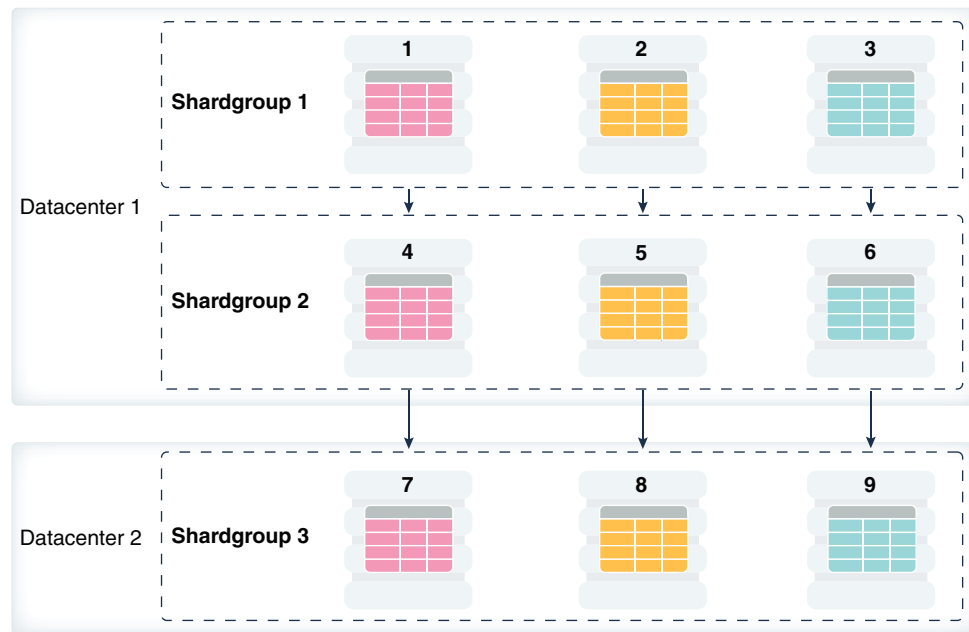 1 2 3
Shardgroup 1
Datacenter 1
4 5 6
Shardgroup 2
7 8 9
Datacenter 2 Shardgroup 3